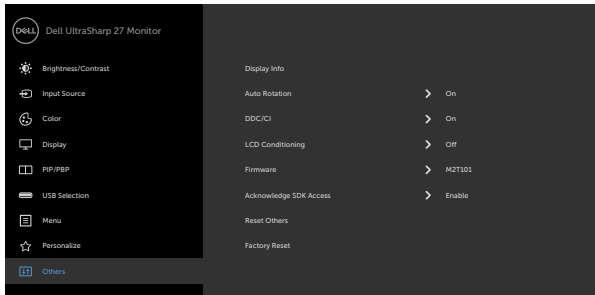 DELL Dell UltraSharp 27 Monitor
Brightness/Contrast Display Info
Input Source Auto Rotation On
Color DDC/CI On
Display LCD Conditioning Off
PIP/PBP Firmware M2T101
USB Selection Acknowledge SDK Access Enable
Menu Reset Others
Personalize Factory Reset
Others